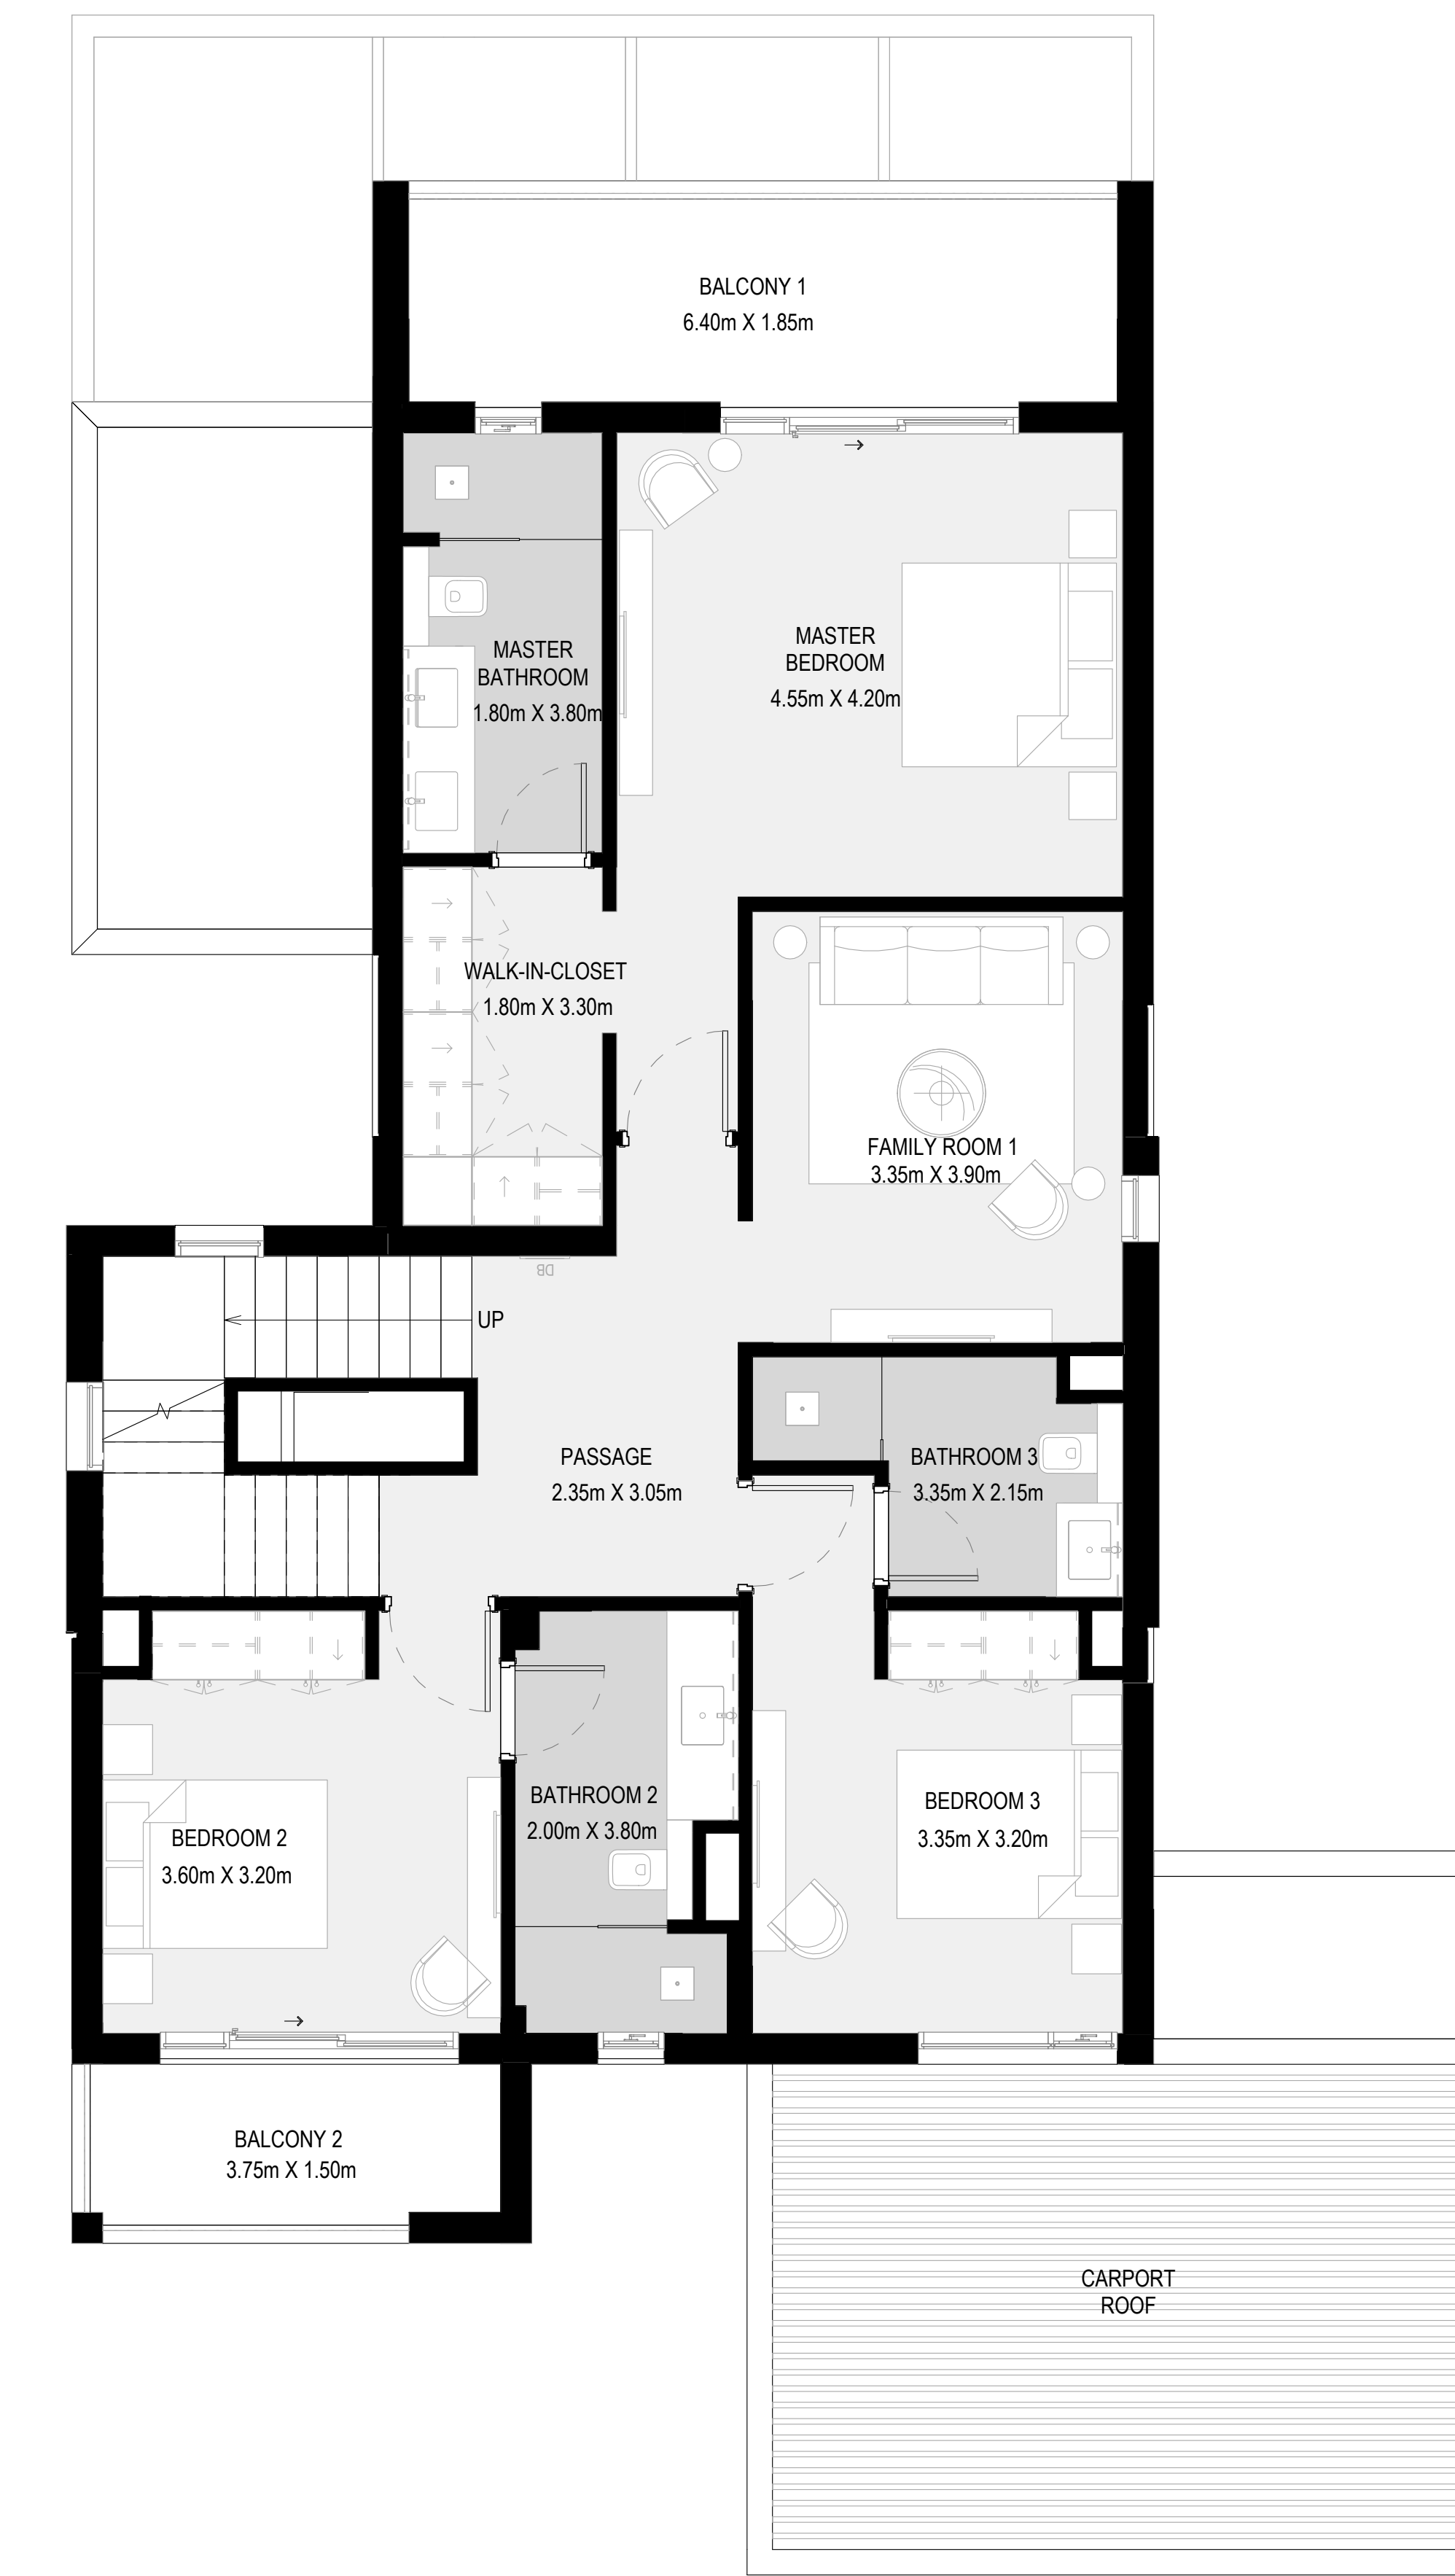 BALCONY 1
6.40m X 1.85m
MASTER
BATHROOM
1.80m X 3.80m
MASTER
BEDROOM
4.55m X 4.20m
WALK-IN-CLOSET
1.80m X 3.30m
FAMILY ROOM 1
3.35m X 3.90m
DB
UP
PASSAGE
2.35m X 3.05m
BATHROOM 3
3.35m X 2.15m
BEDROOM 2
3.60m X 3.20m
BATHROOM 2
2.00m X 3.80m
BEDROOM 3
3.35m X 3.20m
BALCONY 2
3.75m X 1.50m
CARPORT
ROOF